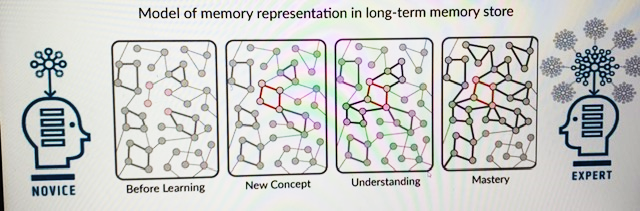 Model of memory representation in long-term memory store
NOVICE
Before Learning
New Concept
Understanding
Mastery
EXPERT